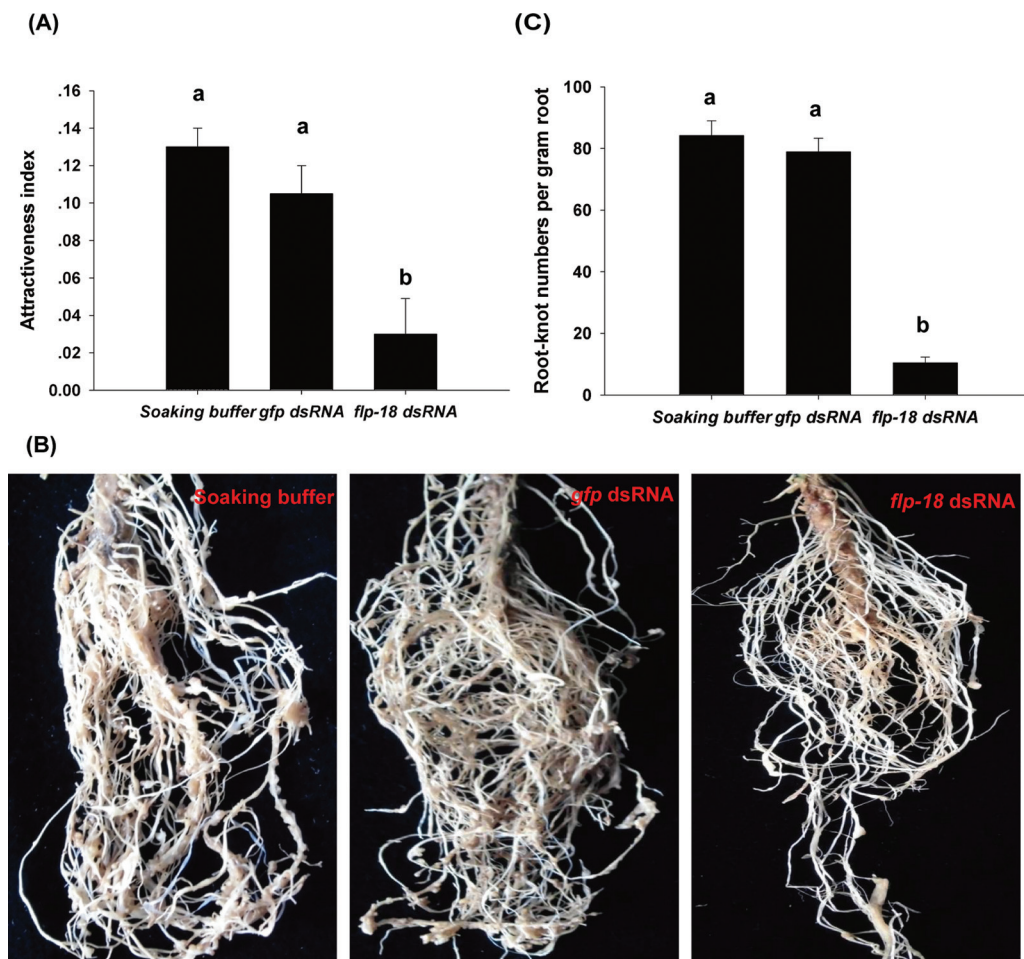 (A)
Attractiveness index
.16
.14
.12
.10
.08
.06
.04
.02
0.00
a
a
b
Soaking buffer gfp dsRNA flp-18 dsRNA
(C)
Root-knot numbers per gram root
100
80
60
40
20
0
a
a
b
Soaking buffer gfp dsRNA flp-18 dsRNA
(B)
Soaking buffer
gfp dsRNA
flp-18 dsRNA